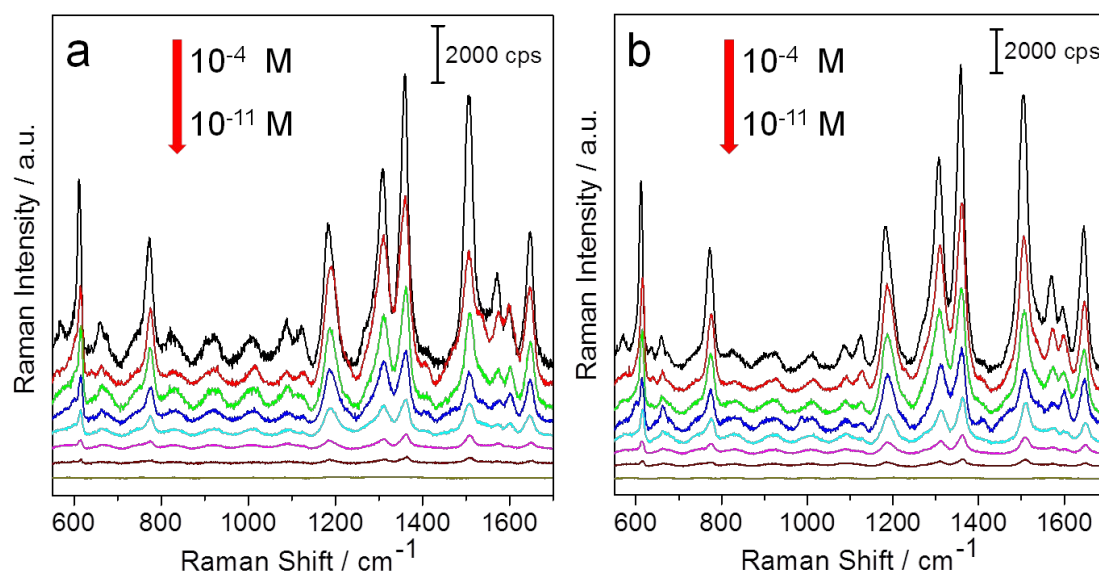 a
10⁻⁴ M
10⁻¹¹ M
2000 cps
Raman Intensity / a.u.
600 800 1000 1200 1400 1600
Raman Shift / cm⁻¹
b
10⁻⁴ M
10⁻¹¹ M
2000 cps
Raman Intensity / a.u.
600 800 1000 1200 1400 1600
Raman Shift / cm⁻¹